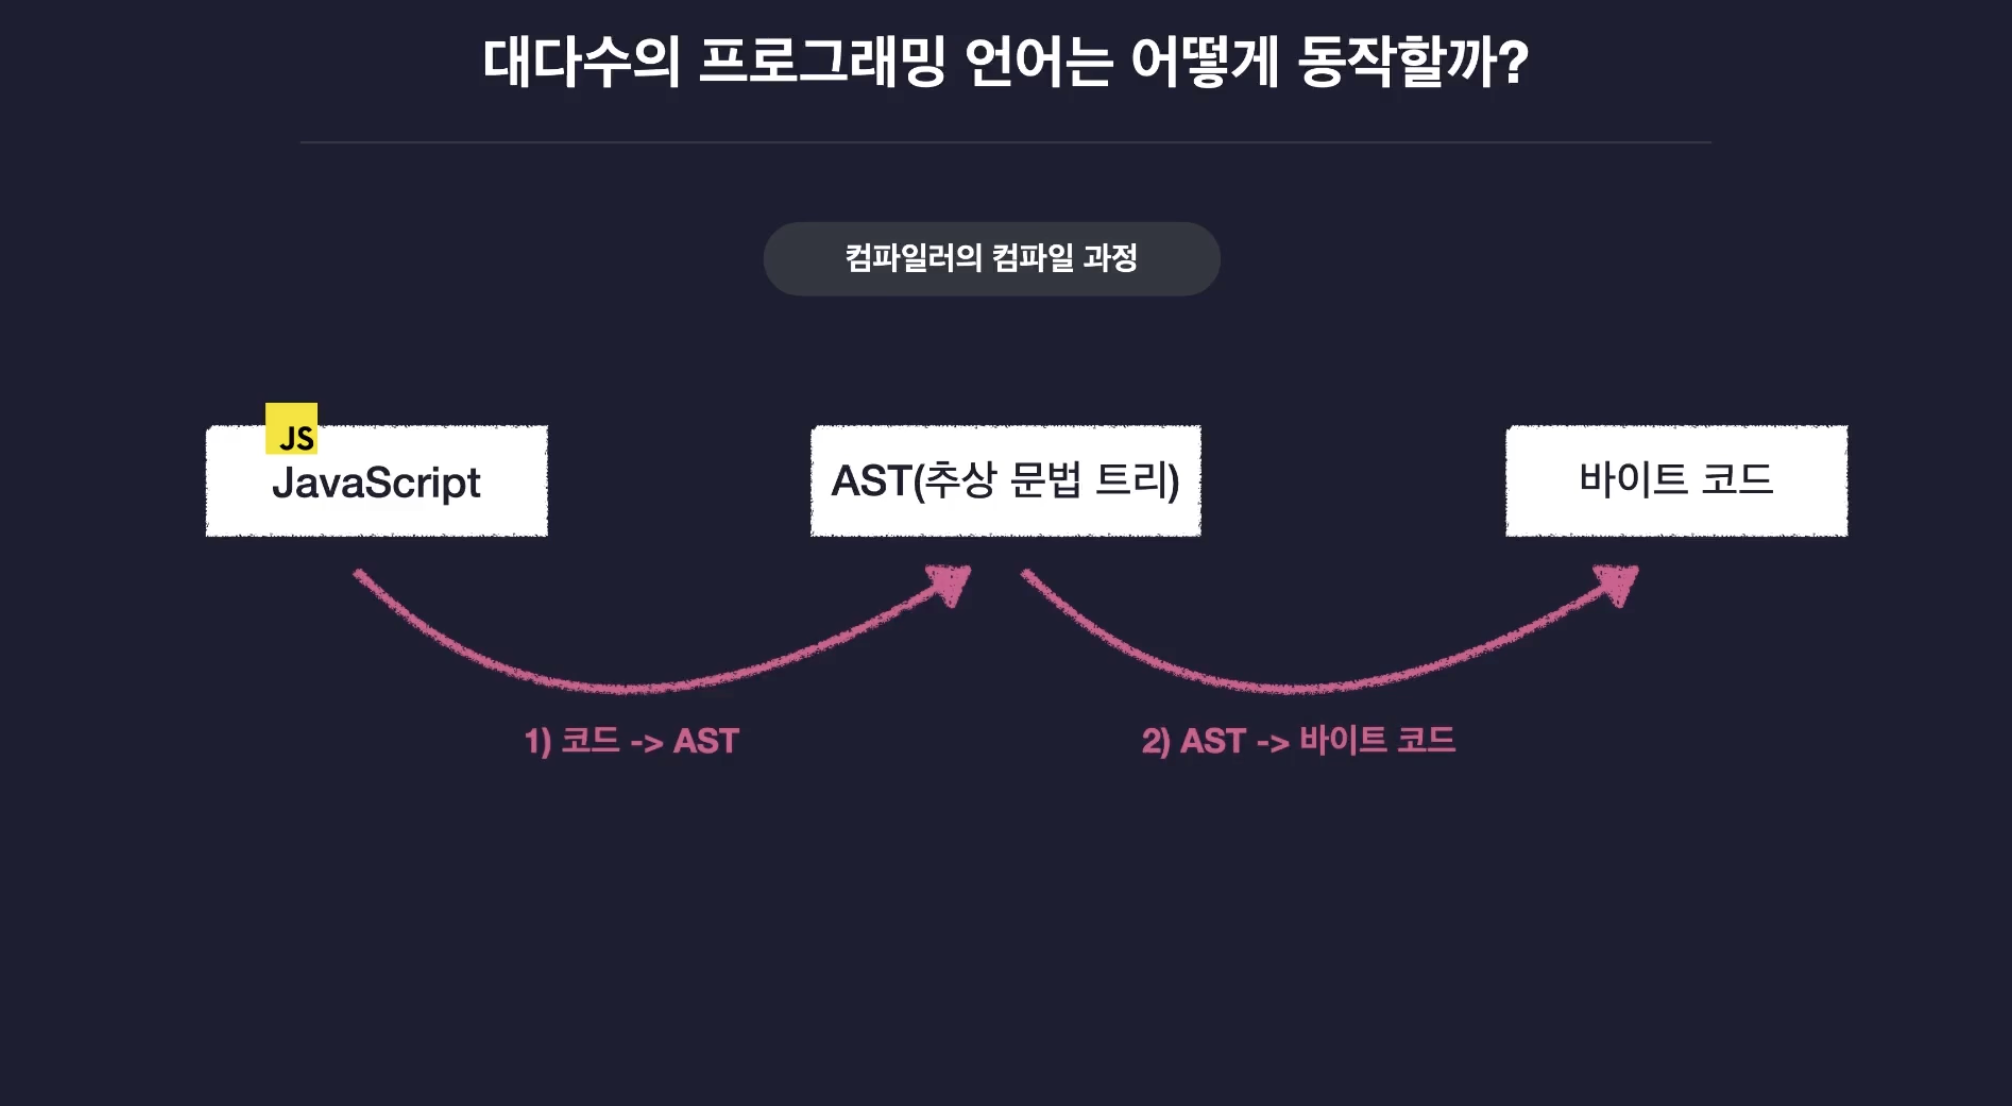 대다수의 프로그래밍 언어는 어떻게 동작할까?
컴파일러의 컴파일 과정
JS
JavaScript
AST(추상 문법 트리)
바이트 코드
1) 코드 -> AST
2) AST -> 바이트 코드